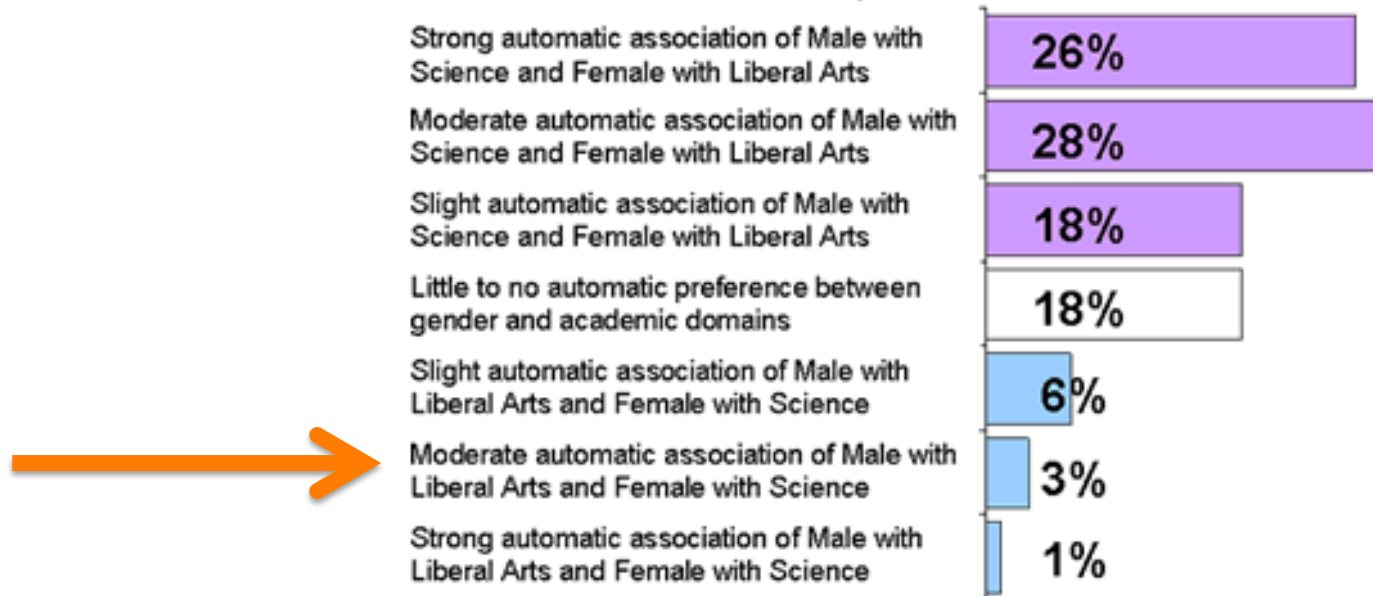 Strong automatic association of Male with
Science and Female with Liberal Arts
26%
Moderate automatic association of Male with
Science and Female with Liberal Arts
28%
Slight automatic association of Male with
Science and Female with Liberal Arts
18%
Little to no automatic preference between
gender and academic domains
18%
Slight automatic association of Male with
Liberal Arts and Female with Science
6%
Moderate automatic association of Male with
Liberal Arts and Female with Science
3%
Strong automatic association of Male with
Liberal Arts and Female with Science
1%